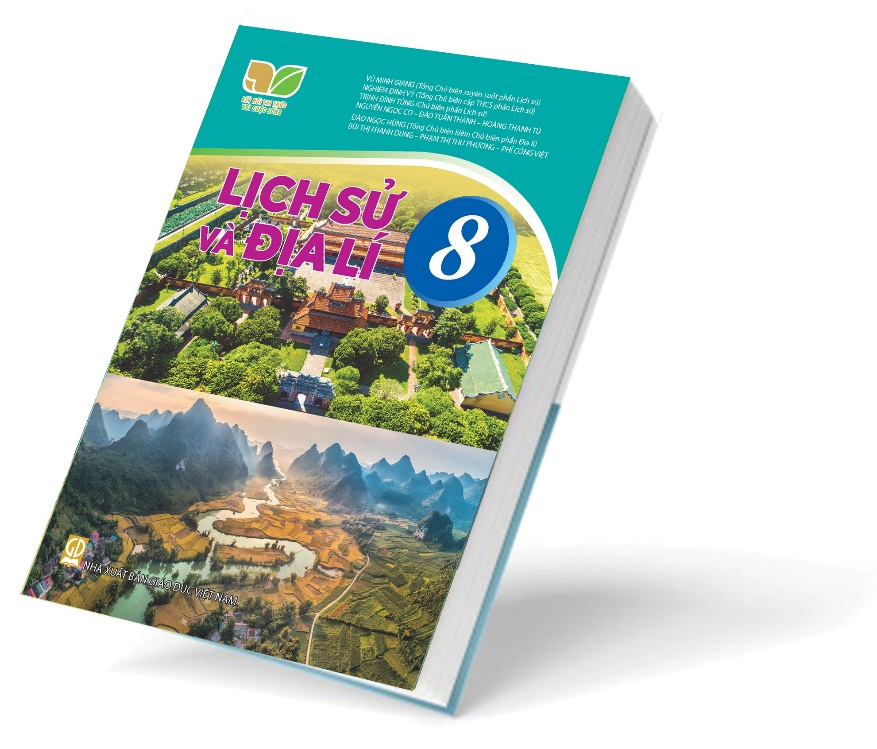 KẾT NỐI TRI THỨC
VỚI CUỘC SỐNG
VŨ MINH GIANG (Tổng Chủ biên xuyên suốt phần Lịch sử)
NGHIÊM ĐÌNH VỲ (Tổng Chủ biên cấp THCS phần Lịch sử)
TRỊNH ĐÌNH TÙNG (Chủ biên phần Lịch sử)
NGUYỄN NGỌC CƠ – ĐÀO TUẤN THÀNH – HOÀNG THANH TÚ
ĐÀO NGỌC HÙNG (Tổng Chủ biên kiêm Chủ biên phần Địa lí)
BÙI THỊ THANH DUNG – PHẠM THỊ THU PHƯƠNG – PHÍ CÔNG VIỆT
LỊCH SỬ
VÀ ĐỊA LÍ
8
GD
NHÀ XUẤT BẢN GIÁO DỤC VIỆT NAM